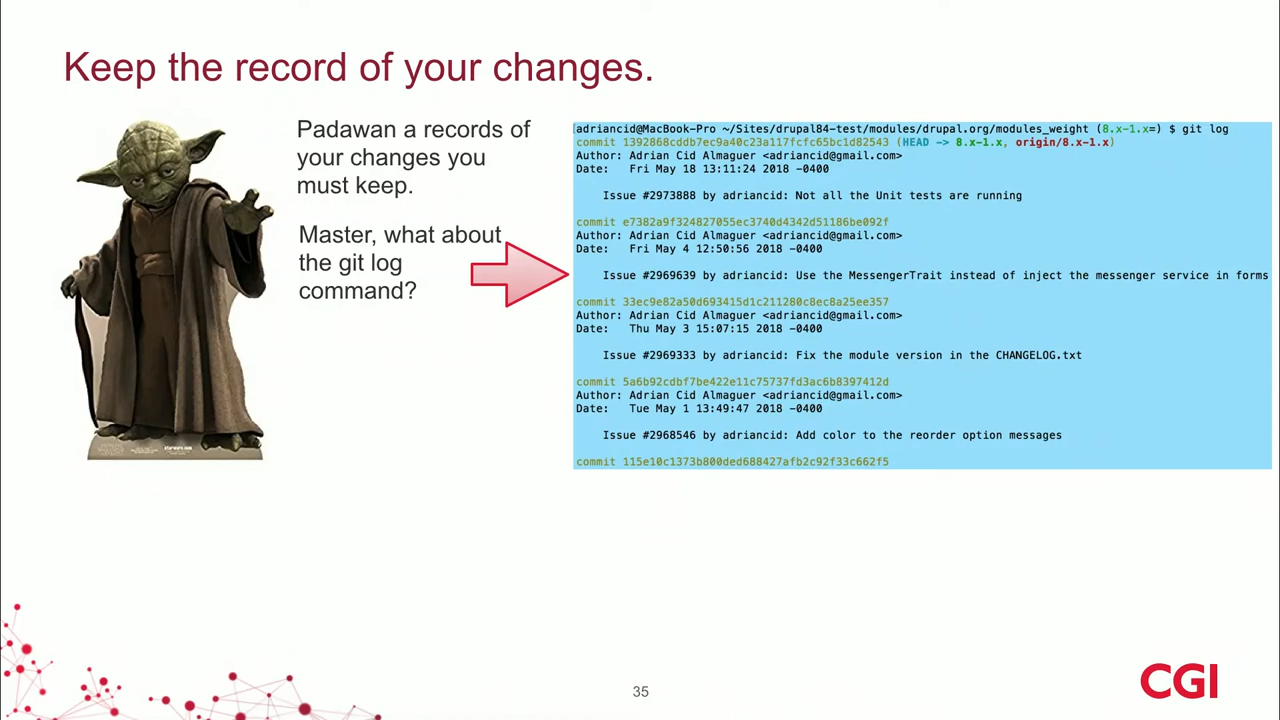 Keep the record of your changes.
Padawan a records of
your changes you
must keep.
Master, what about
the git log
command?
adriancid@MacBook-Pro ~/Sites/drupal84-test/modules/drupal.org/modules_weight (8.x-1.x=) $ git log
commit 1392868cddb7ec9a40c23a117fcfc65bc1d82543 (HEAD -> 8.x-1.x, origin/8.x-1.x)
Author: Adrian Cid Almaguer <adriancid@gmail.com>
Date:   Fri May 18 13:11:24 2018 -0400
Issue #2973888 by adriancid: Not all the Unit tests are running
commit e7382a9f324827055ec3740d4342d51186be092f
Author: Adrian Cid Almaguer <adriancid@gmail.com>
Date:   Fri May 4 12:50:56 2018 -0400
Issue #2969639 by adriancid: Use the MessengerTrait instead of inject the messenger service in forms
commit 33ec9e82a50d693415d1c211280c8ec8a25ee357
Author: Adrian Cid Almaguer <adriancid@gmail.com>
Date:   Thu May 3 15:07:15 2018 -0400
Issue #2969333 by adriancid: Fix the module version in the CHANGELOG.txt
commit 5a6b92cdbf7be422e11c75737fd3ac6b8397412d
Author: Adrian Cid Almaguer <adriancid@gmail.com>
Date:   Tue May 1 13:49:47 2018 -0400
Issue #2968546 by adriancid: Add color to the reorder option messages
commit 115e10c1373b800ded688427afb2c92f33c662f5
35
CGI